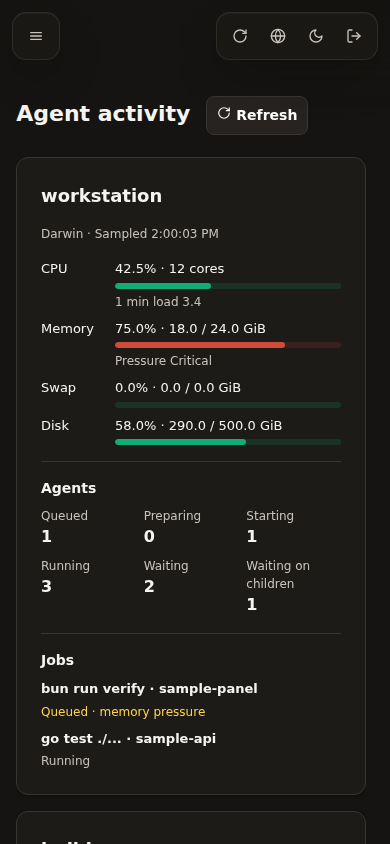 Agent activity
Refresh
workstation
Darwin · Sampled 2:00:03 PM
CPU
42.5% · 12 cores
1 min load 3.4
Memory
75.0% · 18.0 / 24.0 GiB
Pressure Critical
Swap
0.0% · 0.0 / 0.0 GiB
Disk
58.0% · 290.0 / 500.0 GiB
Agents
Queued
1
Preparing
0
Starting
1
Running
3
Waiting
2
Waiting on
children
1
Jobs
bun run verify · sample-panel
Queued · memory pressure
go test ./... · sample-api
Running